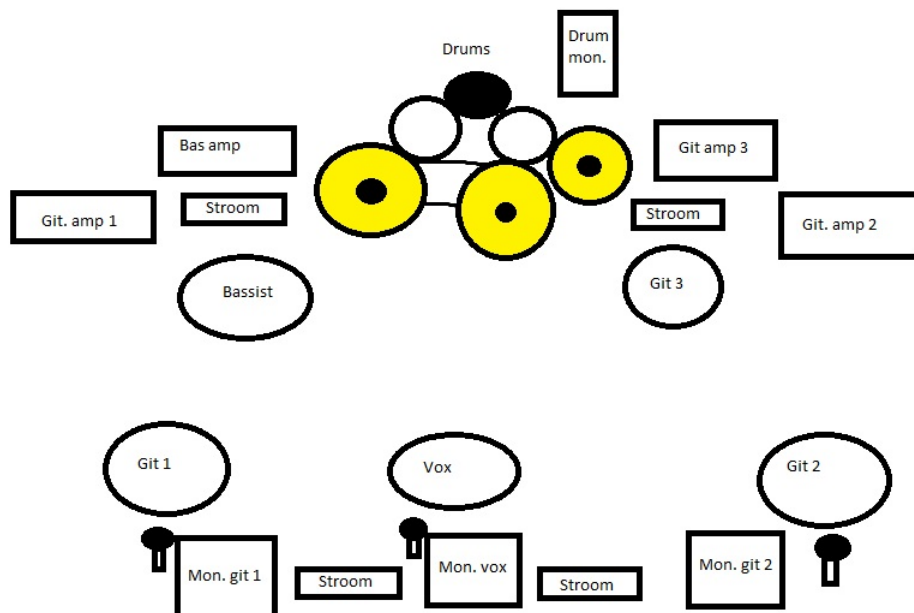 Drums
Drum
mon.
Bas amp
Git amp 3
Git. amp 1
Stroom
Stroom
Git. amp 2
Bassist
Git 3
Git 1
Vox
Git 2
Mon. git 1
Stroom
Mon. vox
Stroom
Mon. git 2